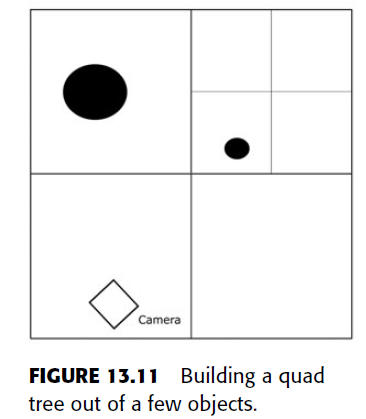 Camera
FIGURE 13.11 Building a quad
tree out of a few objects.